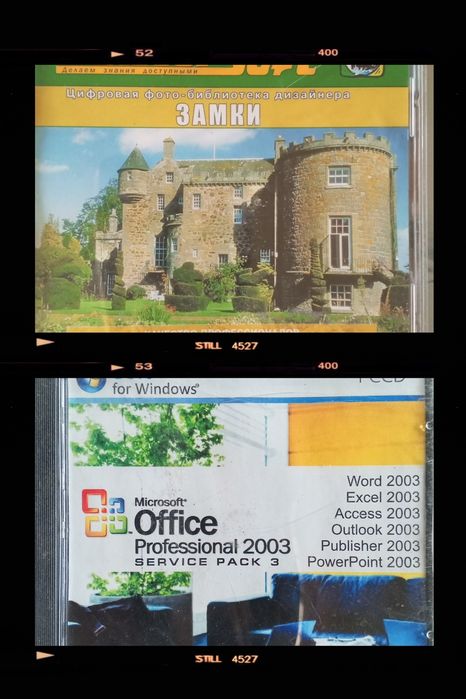 52 400
Делаем знания доступными soft
Цифровая фото-библиотека дизайнера
ЗАМКИ
STILL 4527
53 400
for Windows®
Microsoft®
Office
Professional 2003
SERVICE PACK 3
Word 2003
Excel 2003
Access 2003
Outlook 2003
Publisher 2003
PowerPoint 2003
STILL 4527